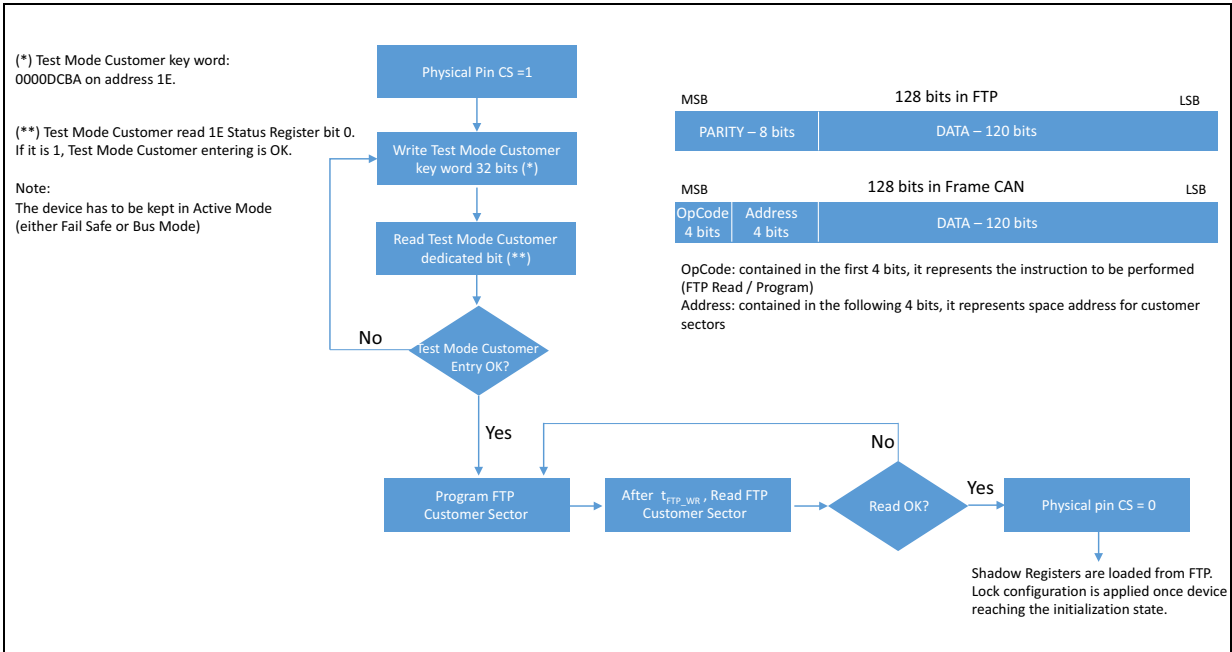 (*) Test Mode Customer key word:
0000DCBA on address 1E.
(**) Test Mode Customer read 1E Status Register bit 0.
If it is 1, Test Mode Customer entering is OK.
Note:
The device has to be kept in Active Mode
(either Fail Safe or Bus Mode)
Physical Pin CS =1
Write Test Mode Customer
key word 32 bits (*)
Read Test Mode Customer
dedicated bit (**)
No
Test Mode Customer
Entry OK?
Yes
MSB
128 bits in FTP
LSB
PARITY – 8 bits
DATA – 120 bits
MSB
128 bits in Frame CAN
LSB
OpCode
4 bits
Address
4 bits
DATA – 120 bits
OpCode: contained in the first 4 bits, it represents the instruction to be performed
(FTP Read / Program)
Address: contained in the following 4 bits, it represents space address for customer
sectors
No
Program FTP
Customer Sector
After tFTP_WR , Read FTP
Customer Sector
Read OK?
Yes
Physical pin CS = 0
Shadow Registers are loaded from FTP.
Lock configuration is applied once device
reaching the initialization state.